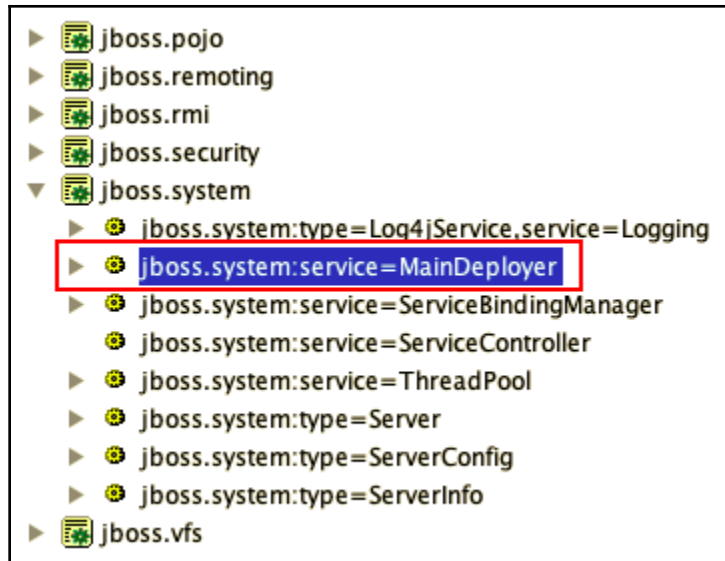 jboss.pojo
jboss.remoting
jboss.rmi
jboss.security
jboss.system
jboss.system:type=Log4jService,service=Logging
jboss.system:service=MainDeployer
jboss.system:service=ServiceBindingManager
jboss.system:service=ServiceController
jboss.system:service=ThreadPool
jboss.system:type=Server
jboss.system:type=ServerConfig
jboss.system:type=ServerInfo
jboss.vfs